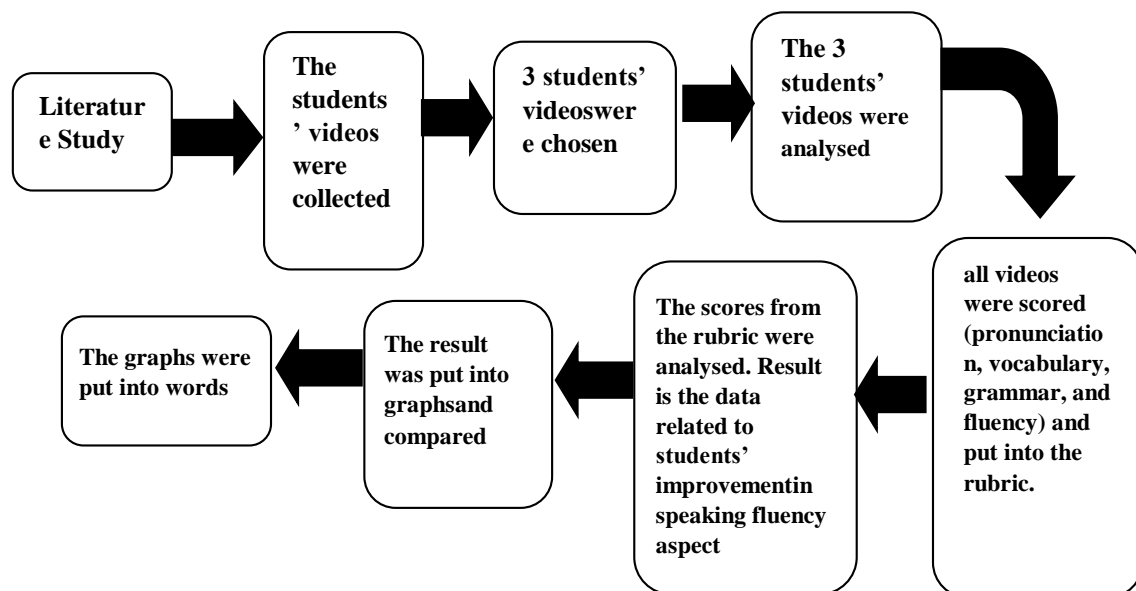 Literatur
e Study
The
students
’ videos
were
collected
3 students’
videoswer
e chosen
The 3
students’
videos were
analysed
all videos
were scored
(pronunciatio
n, vocabulary,
grammar, and
fluency) and
put into the
rubric.
The scores from
the rubric were
analysed. Result
is the data
related to
students’
improvementin
speaking fluency
aspect
The result
was put into
graphsand
compared
The graphs were
put into words